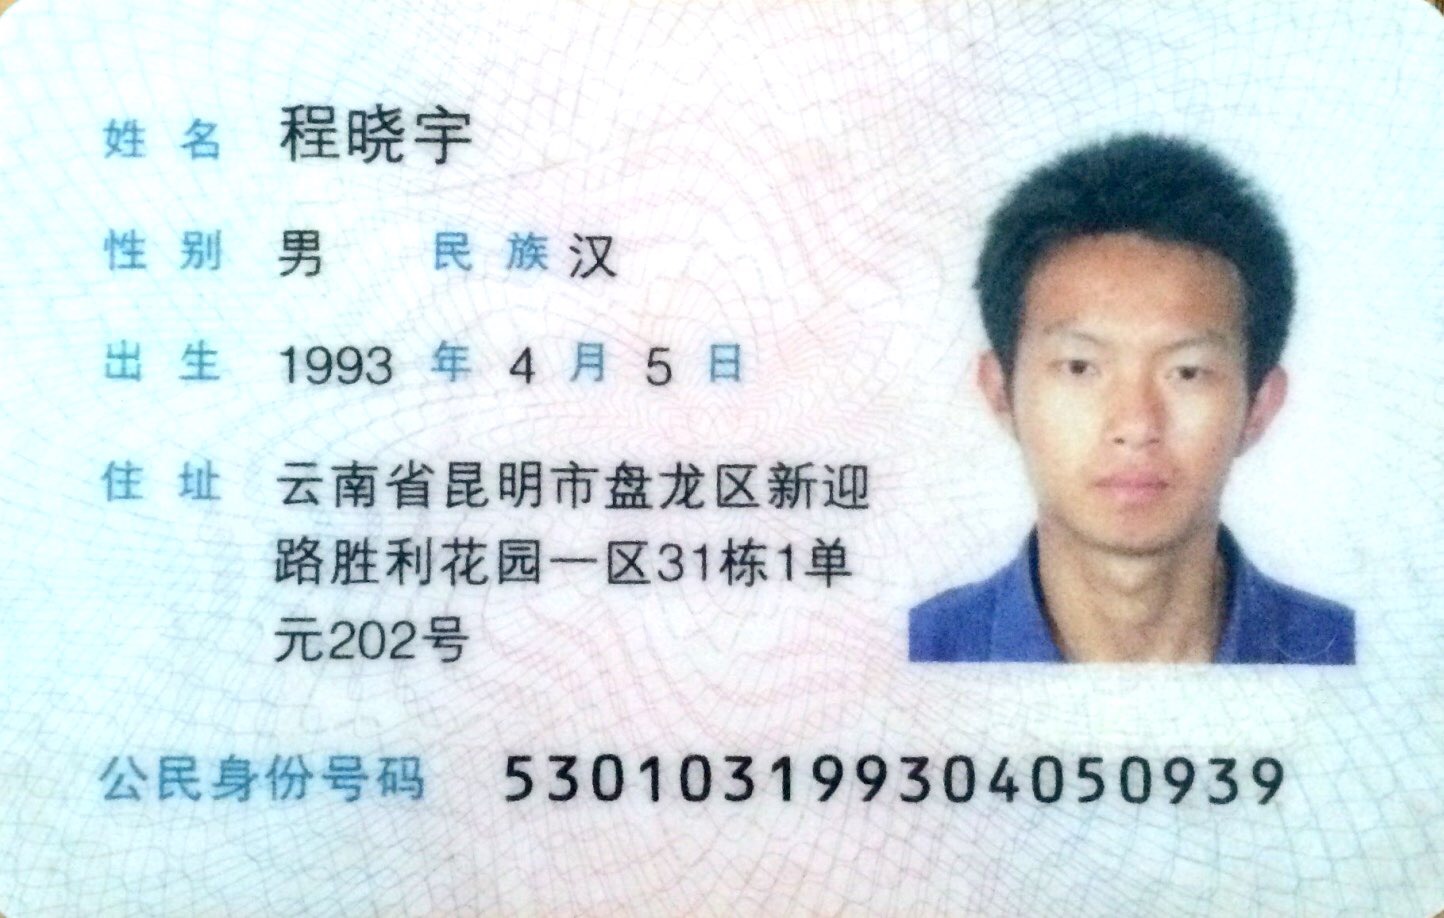 姓名 程晓宇
性别 男 民族 汉
出生 1993 年 4 月 5 日
住址 云南省昆明市盘龙区新迎
路胜利花园一区31栋1单
元202号
公民身份号码 530103199304050939